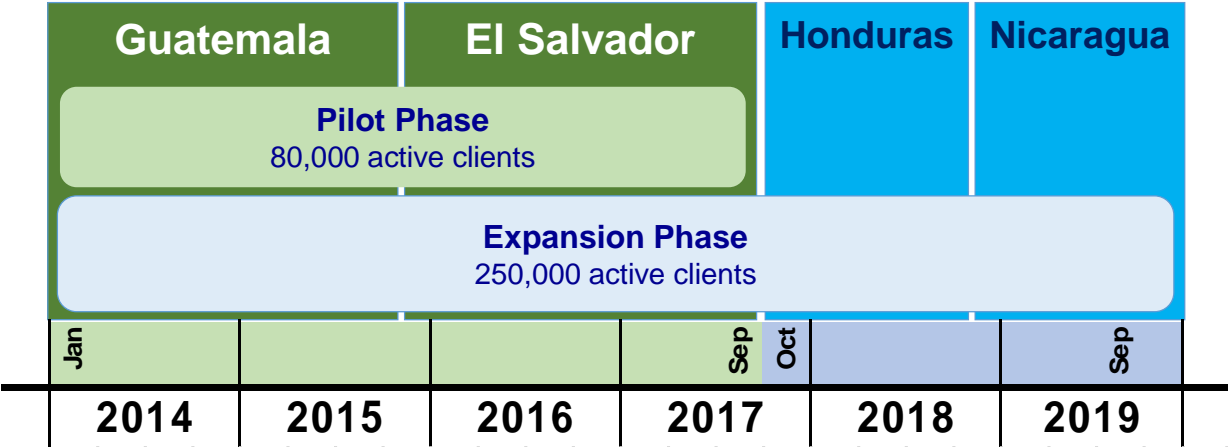 Guatemala El Salvador Honduras Nicaragua
Pilot Phase
80,000 active clients
Expansion Phase
250,000 active clients
Jan Sep Oct Sep
2014 2015 2016 2017 2018 2019